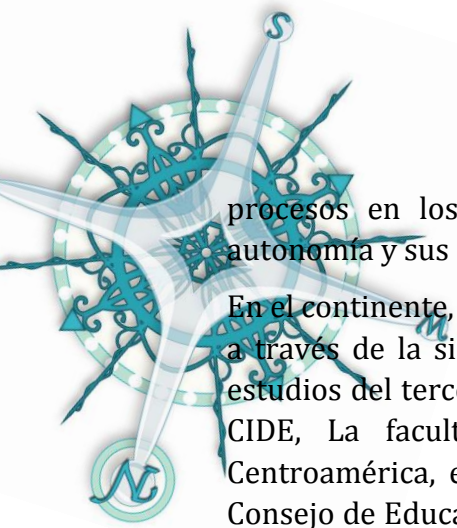 S
procesos en los
autonomía y sus
En el continente,
a través de la si
estudios del terce
CIDE, La facult
Centroamérica, e
Consejo de Educa
N